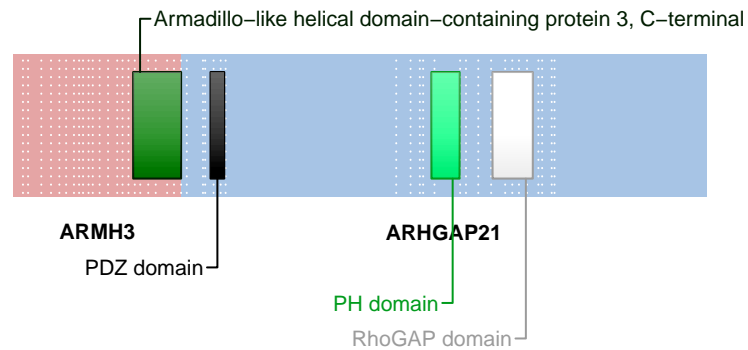 Armadillo−like helical domain−containing protein 3, C−terminal
ARMH3
ARHGAP21
PDZ domain
PH domain
RhoGAP domain